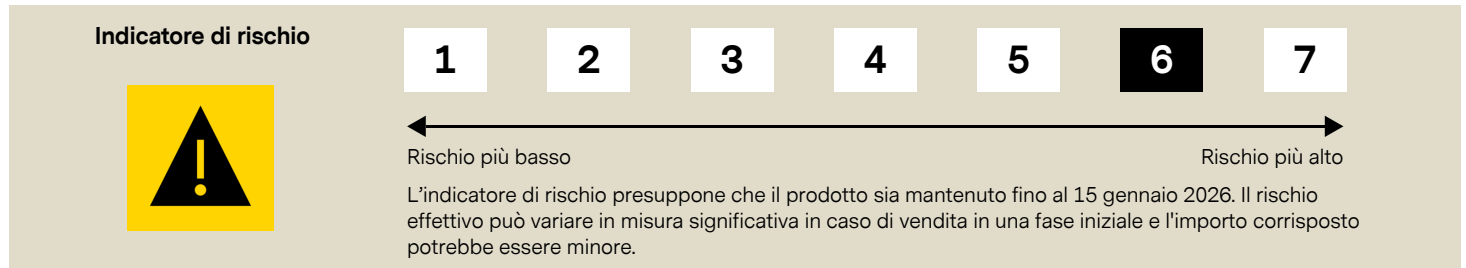 Indicatore di rischio
1 2 3 4 5 6 7
Rischio più basso Rischio più alto
L’indicatore di rischio presuppone che il prodotto sia mantenuto fino al 15 gennaio 2026. Il rischio
effettivo può variare in misura significativa in caso di vendita in una fase iniziale e l'importo corrisposto
potrebbe essere minore.